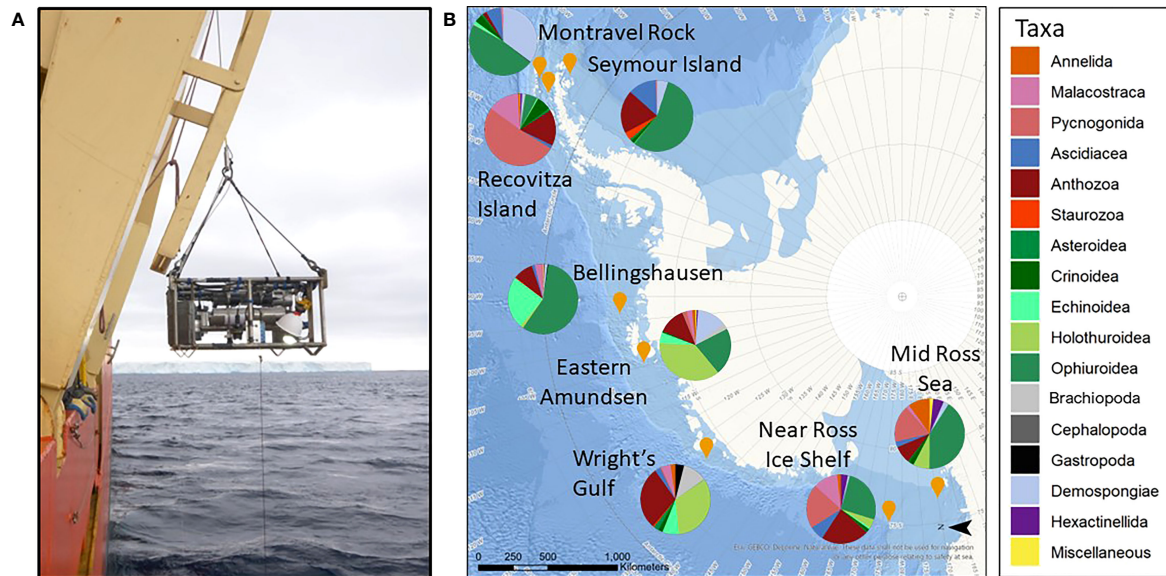 A
B
Montravel Rock
Seymour Island
Recovitza
Island
Bellingshausen
Eastern
Amundsen
Mid Ross
Sea
Near Ross
Ice Shelf
Wright's
Gulf
0 250 500 1,000
Kilometers
N
Taxa
Annelida
Malacostraca
Pycnogonida
Ascidiacea
Anthozoa
Staurozoa
Asteroidea
Crinoidea
Echinoidea
Holothuroidea
Ophiuroidea
Brachiopoda
Cephalopoda
Gastropoda
Demospongiae
Hexactinellida
Miscellaneous